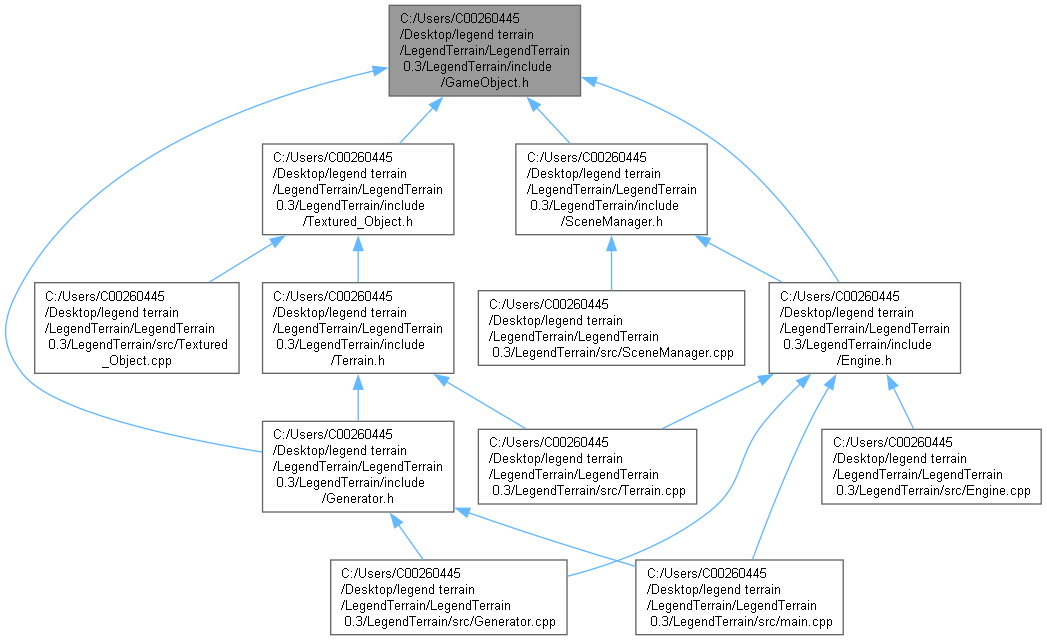 C:/Users/C00260445
/Desktop/legend terrain
/LegendTerrain/LegendTerrain
0.3/LegendTerrain/include
/GameObject.h
C:/Users/C00260445
/Desktop/legend terrain
/LegendTerrain/LegendTerrain
0.3/LegendTerrain/include
/Textured_Object.h
C:/Users/C00260445
/Desktop/legend terrain
/LegendTerrain/LegendTerrain
0.3/LegendTerrain/include
/SceneManager.h
C:/Users/C00260445
/Desktop/legend terrain
/LegendTerrain/LegendTerrain
0.3/LegendTerrain/src/Textured
_Object.cpp
C:/Users/C00260445
/Desktop/legend terrain
/LegendTerrain/LegendTerrain
0.3/LegendTerrain/include
/Terrain.h
C:/Users/C00260445
/Desktop/legend terrain
/LegendTerrain/LegendTerrain
0.3/LegendTerrain/src/SceneManager.cpp
C:/Users/C00260445
/Desktop/legend terrain
/LegendTerrain/LegendTerrain
0.3/LegendTerrain/include
/Engine.h
C:/Users/C00260445
/Desktop/legend terrain
/LegendTerrain/LegendTerrain
0.3/LegendTerrain/include
/Generator.h
C:/Users/C00260445
/Desktop/legend terrain
/LegendTerrain/LegendTerrain
0.3/LegendTerrain/src/Terrain.cpp
C:/Users/C00260445
/Desktop/legend terrain
/LegendTerrain/LegendTerrain
0.3/LegendTerrain/src/Engine.cpp
C:/Users/C00260445
/Desktop/legend terrain
/LegendTerrain/LegendTerrain
0.3/LegendTerrain/src/Generator.cpp
C:/Users/C00260445
/Desktop/legend terrain
/LegendTerrain/LegendTerrain
0.3/LegendTerrain/src/main.cpp